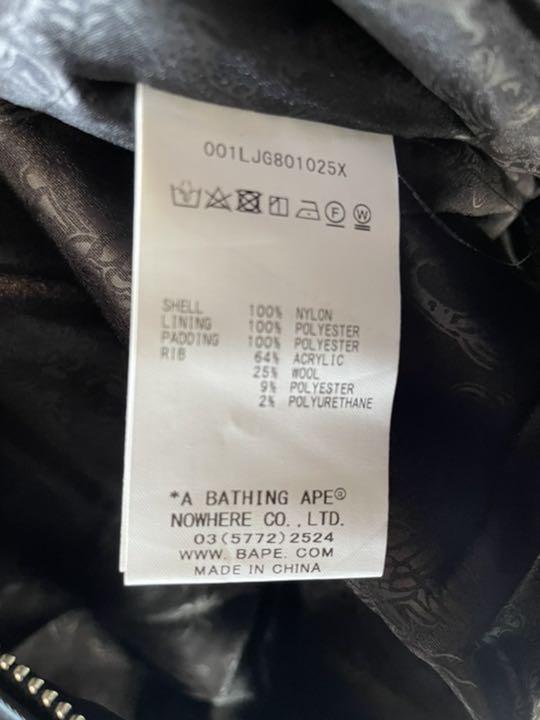 001LJG801025X
F W
SHELL 100% NYLON
LINING 100% POLYESTER
PADDING 100% POLYESTER
RIB 64% ACRYLIC
25% WOOL
9% POLYESTER
2% POLYURETHANE
*A BATHING APE®
NOWHERE CO.,LTD.
03(5772)2524
WWW. BAPE. COM
MADE IN CHINA